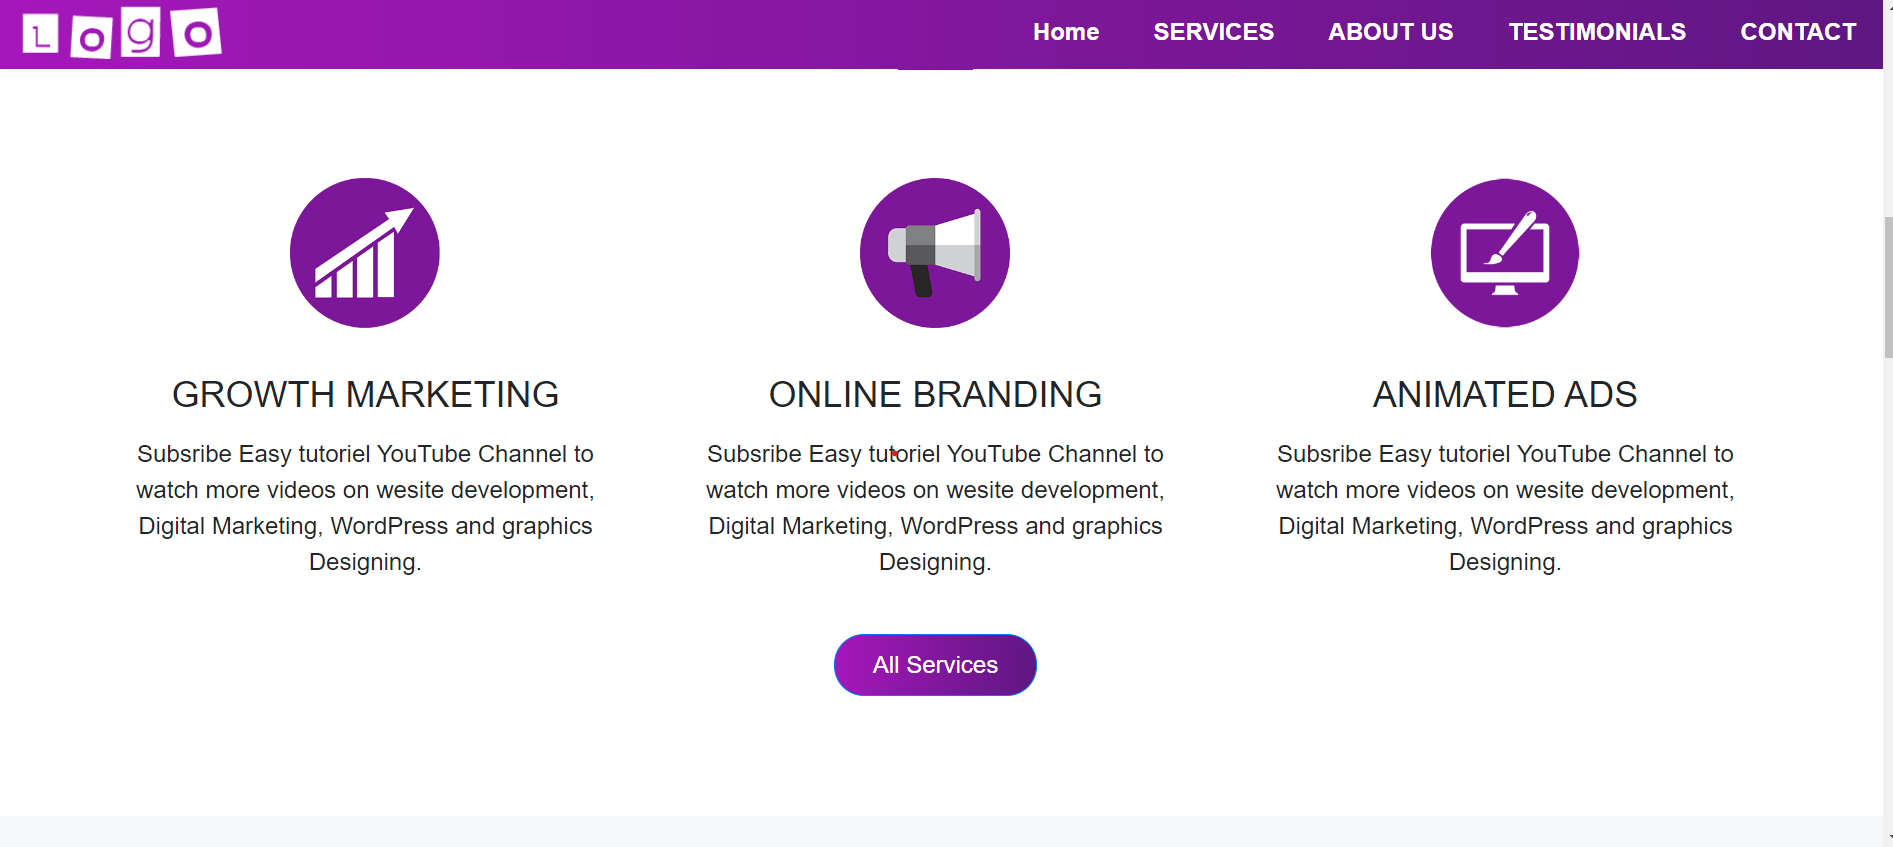 Logo
Home SERVICES ABOUT US TESTIMONIALS CONTACT
GROWTH MARKETING
Subsribe Easy tutoriel YouTube Channel to
watch more videos on wesite development,
Digital Marketing, WordPress and graphics
Designing.
ONLINE BRANDING
Subsribe Easy tutoriel YouTube Channel to
watch more videos on wesite development,
Digital Marketing, WordPress and graphics
Designing.
ANIMATED ADS
Subsribe Easy tutoriel YouTube Channel to
watch more videos on wesite development,
Digital Marketing, WordPress and graphics
Designing.
All Services